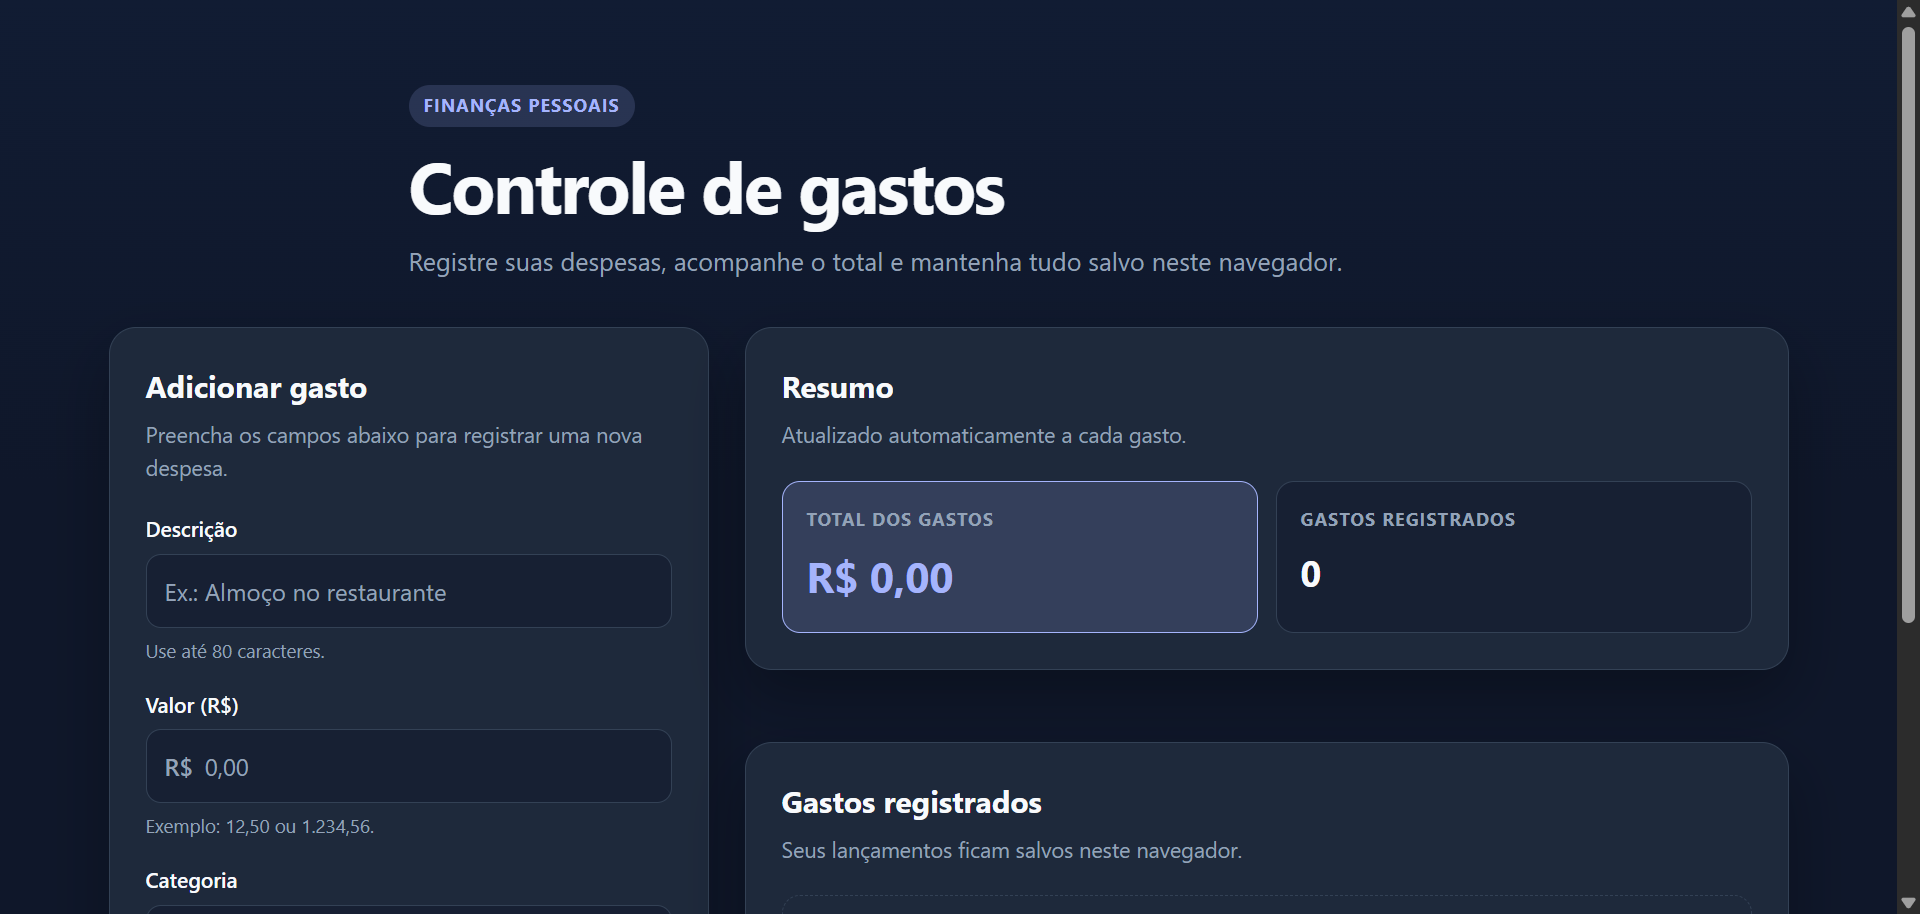 FINANÇAS PESSOAIS
Controle de gastos
Registre suas despesas, acompanhe o total e mantenha tudo salvo neste navegador.
Adicionar gasto
Preencha os campos abaixo para registrar uma nova
despesa.
Descrição
Ex.: Almoço no restaurante
Use até 80 caracteres.
Valor (R$)
R$ 0,00
Exemplo: 12,50 ou 1.234,56.
Categoria
Resumo
Atualizado automaticamente a cada gasto.
TOTAL DOS GASTOS
R$ 0,00
GASTOS REGISTRADOS
0
Gastos registrados
Seus lançamentos ficam salvos neste navegador.